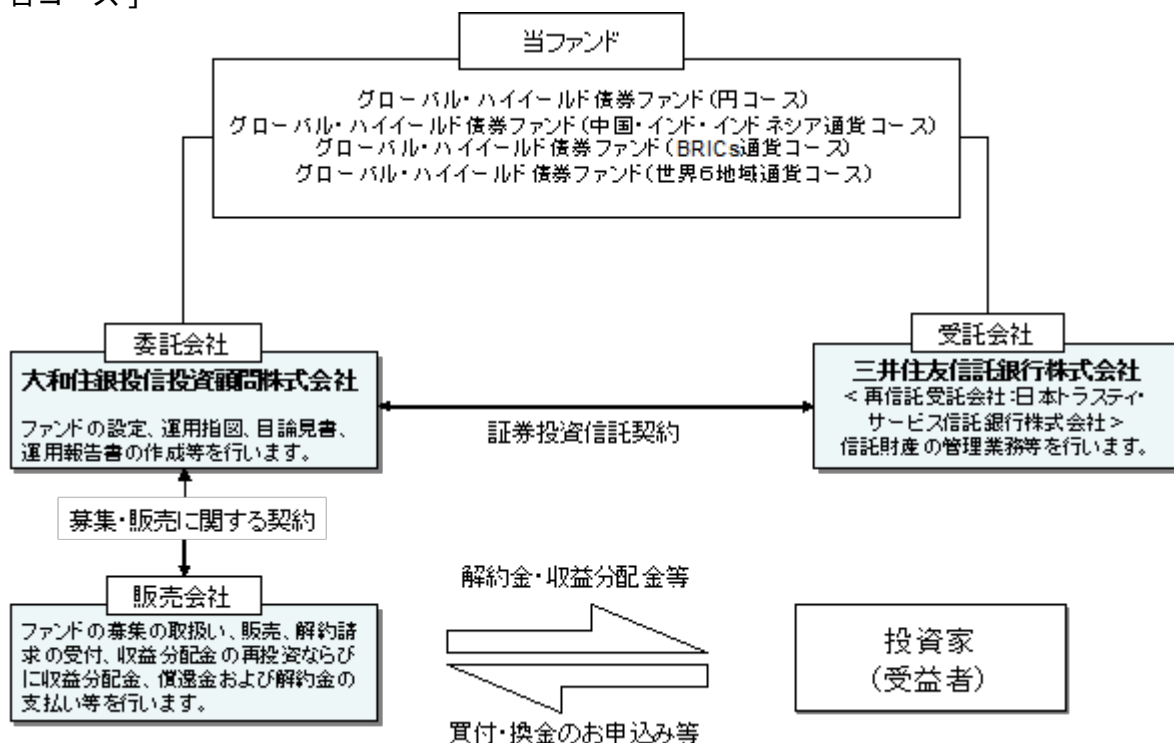 各コース］
当ファンド
グローバル・ハイイールド債券ファンド(円コース)
グローバル・ハイイールド債券ファンド(中国・インド・インドネシア通貨コース)
グローバル・ハイイールド債券ファンド(BRICs通貨コース)
グローバル・ハイイールド債券ファンド(世界6地域通貨コース)
委託会社
大和住銀投信投資顧問株式会社
ファンドの設定、運用指図、目論見書、
運用報告書の作成等を行います。
受託会社
三井住友信託銀行株式会社
＜再信託受託会社:日本トラスティ・
サービス信託銀行株式会社＞
信託財産の管理業務等を行います。
証券投資信託契約
募集・販売に関する契約
販売会社
ファンドの募集の取扱い、販売、解約請
求の受付、収益分配金の再投資ならび
に収益分配金、償還金および解約金の
支払い等を行います。
解約金・収益分配金等
買付・換金のお申込み等
投資家
(受益者)